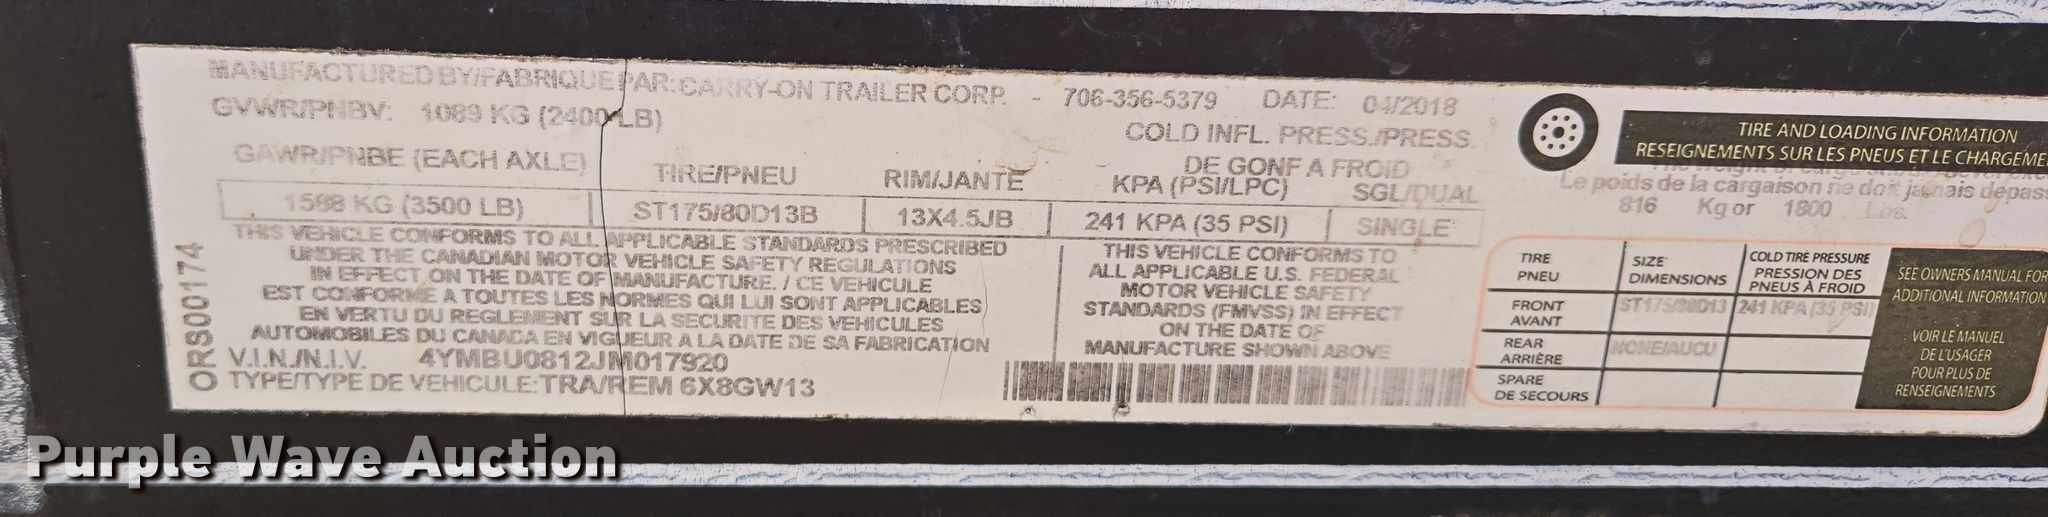 MANUFACTURED BY/FABRIQUE PAR: CARRY-ON TRAILER CORP. - 706-356-5379 DATE: 04/2018
GVWR/PNBV: 1089 KG (2400 LB)
COLD INFL. PRESS./PRESS.
DE GONF A FROID
GAWR/PNBE (EACH AXLE) TIRE/PNEU RIM/JANTE KPA (PSI/LPC) SGL/DUAL
1588 KG (3500 LB) ST175/80D13B 13X4.5JB 241 KPA (35 PSI) SINGLE
THIS VEHICLE CONFORMS TO ALL APPLICABLE STANDARDS PRESCRIBED
UNDER THE CANADIAN MOTOR VEHICLE SAFETY REGULATIONS
IN EFFECT ON THE DATE OF MANUFACTURE. / CE VEHICULE
EST CONFORME A TOUTES LES NORMES QUI LUI SONT APPLICABLES
EN VERTU DU REGLEMENT SUR LA SECURITE DES VEHICULES
AUTOMOBILES DU CANADA EN VIGUEUR A LA DATE DE SA FABRICATION
V.I.N./N.I.V. 4YMBU0812JM017920
TYPE/TYPE DE VEHICULE: TRA/REM 6X8GW13
ORS00174
THIS VEHICLE CONFORMS TO
ALL APPLICABLE U.S. FEDERAL
MOTOR VEHICLE SAFETY
STANDARDS (FMVSS) IN EFFECT
ON THE DATE OF
MANUFACTURE SHOWN ABOVE
TIRE AND LOADING INFORMATION
RESEIGNEMENTS SUR LES PNEUS ET LE CHARGEME
The weight of cargo should never exc
Le poids de la cargaison ne doit jamais dépas
816 Kg or 1800 Lbs.
TIRE
PNEU
SIZE
DIMENSIONS
COLD TIRE PRESSURE
PRESSION DES
PNEUS À FROID
FRONT
AVANT
ST175/80D13 241 KPA (35 PSI)
REAR
ARRIÈRE
NONE/AUCU
SPARE
DE SECOURS
SEE OWNERS MANUAL FOR
ADDITIONAL INFORMATION
VOIR LE MANUEL
DE L'USAGER
POUR PLUS DE
RENSEIGNEMENTS
Purple Wave Auction